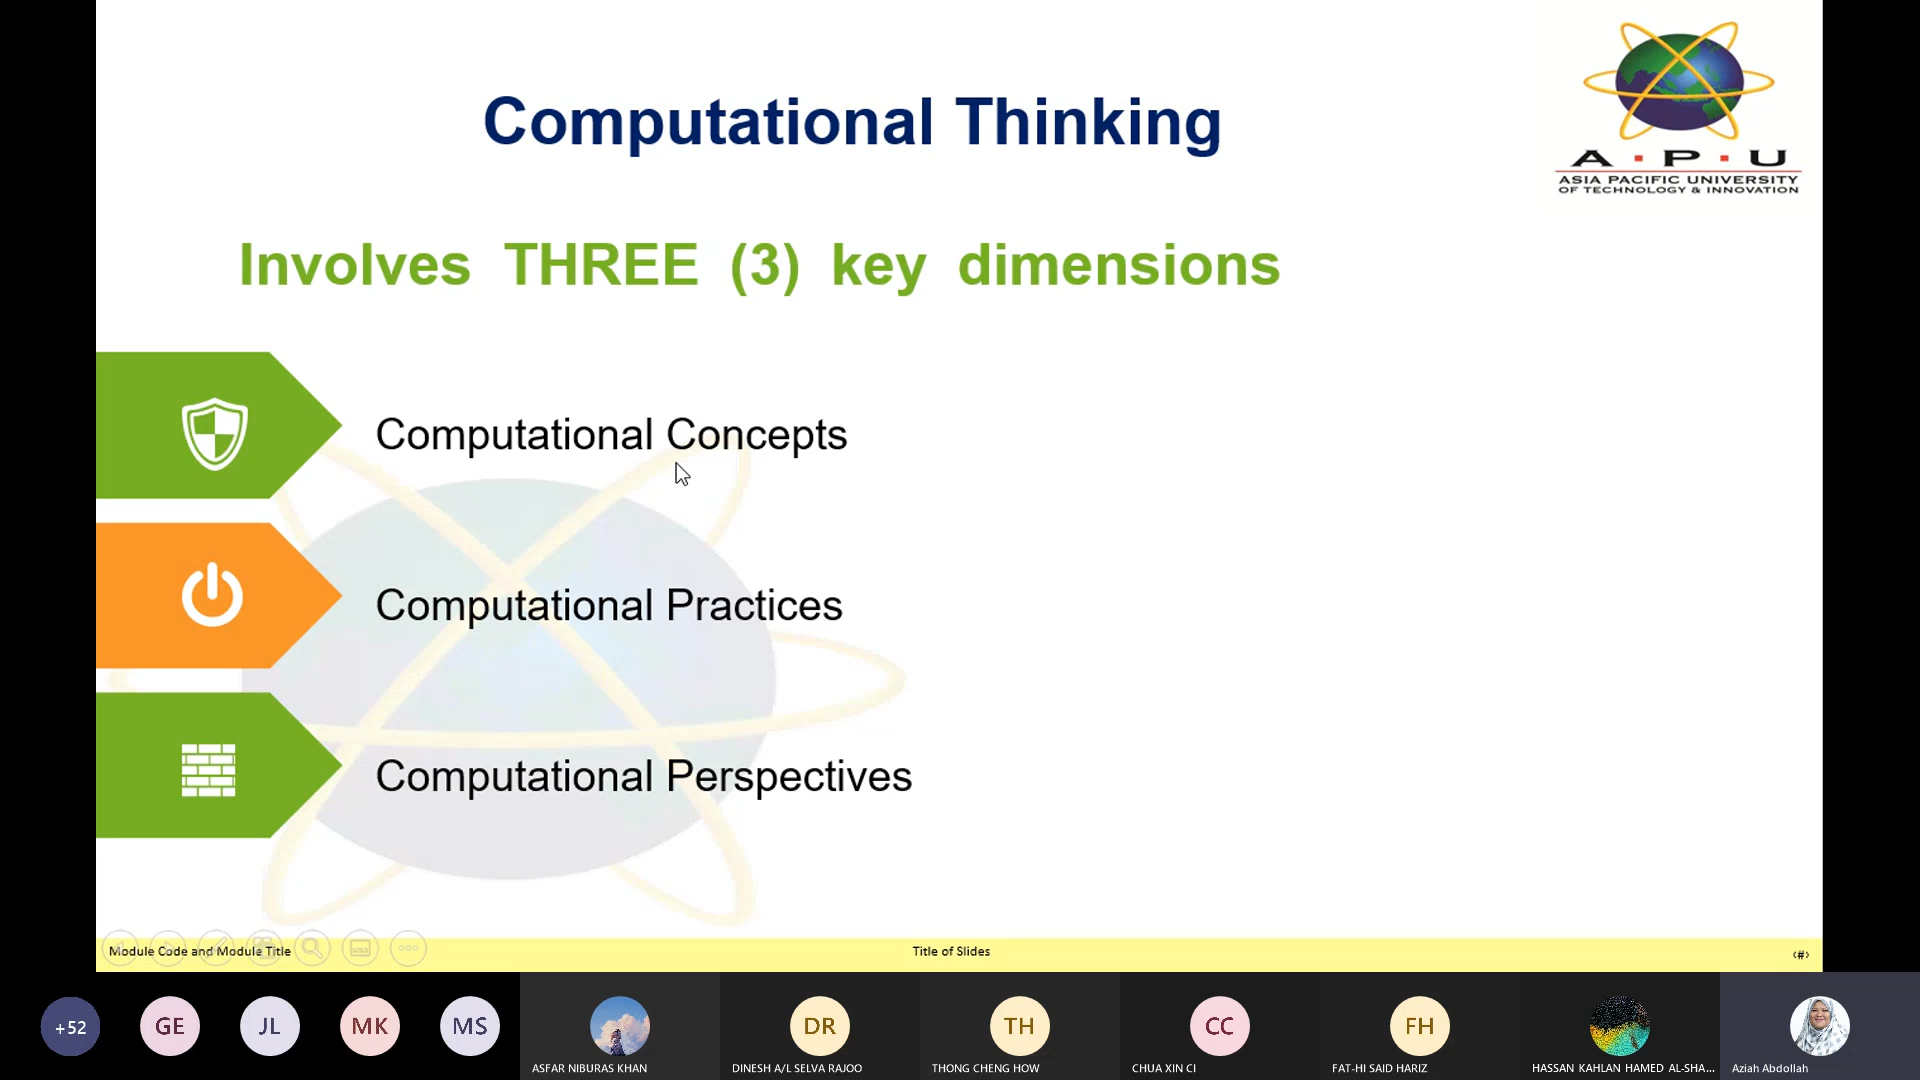 Computational Thinking
A · P · U
ASIA PACIFIC UNIVERSITY
OF TECHNOLOGY & INNOVATION
Involves THREE (3) key dimensions
Computational Concepts
Computational Practices
Computational Perspectives
Module Code and Module Title
Title of Slides
‹#›
+52
GE
JL
MK
MS
ASFAR NIBURAS KHAN
DR
DINESH A/L SELVA RAJOO
TH
THONG CHENG HOW
CC
CHUA XIN CI
FH
FAT-HI SAID HARIZ
HASSAN KAHLAN HAMED AL-SHA...
Aziah Abdollah